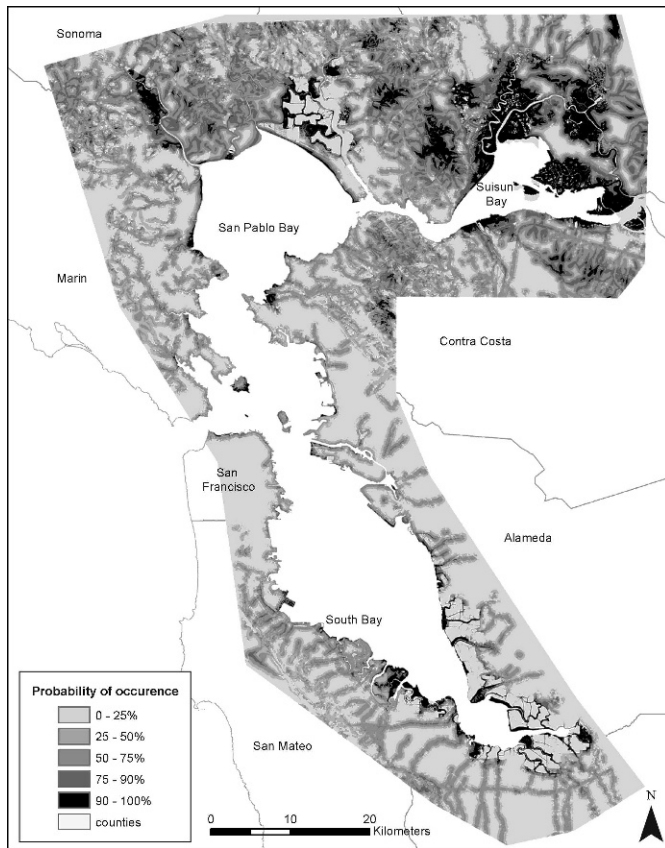 Sonoma
Suisun
Bay
San Pablo Bay
Marin
Contra Costa
San
Francisco
Alameda
South Bay
San Mateo
Probability of occurence
0 - 25%
25 - 50%
50 - 75%
75 - 90%
90 - 100%
counties
0 5 10 20
Kilometers
N